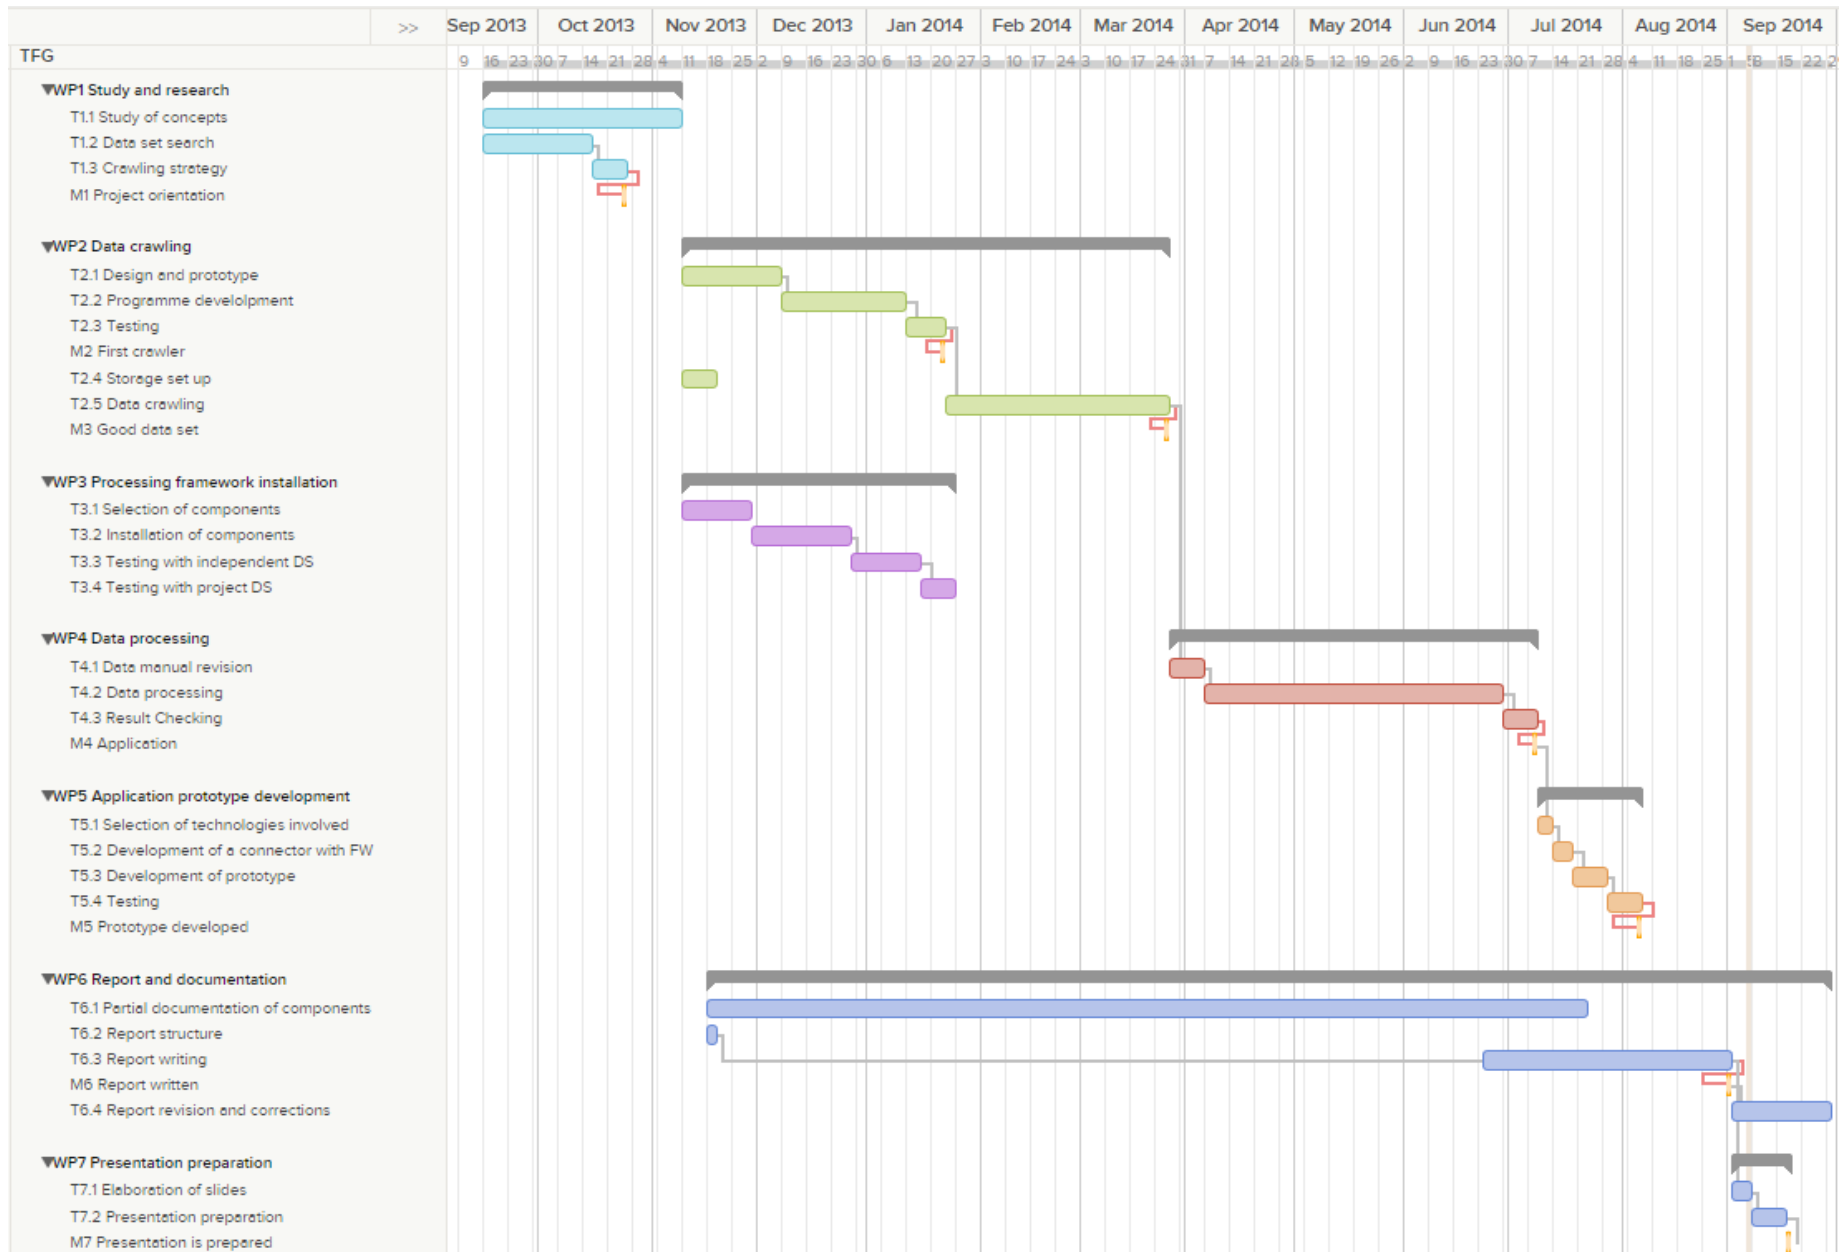 >> Sep 2013 Oct 2013 Nov 2013 Dec 2013 Jan 2014 Feb 2014 Mar 2014 Apr 2014 May 2014 Jun 2014 Jul 2014 Aug 2014 Sep 2014
TFG 9 16 23 30 7 14 21 28 4 11 18 25 2 9 16 23 30 6 13 20 27 3 10 17 24 3 10 17 24 31 7 14 21 28 5 12 19 26 2 9 16 23 30 7 14 21 28 4 11 18 25 1 8 15 22
WP1 Study and research
T1.1 Study of concepts
T1.2 Data set search
T1.3 Crawling strategy
M1 Project orientation
WP2 Data crawling
T2.1 Design and prototype
T2.2 Programme develolpment
T2.3 Testing
M2 First crawler
T2.4 Storage set up
T2.5 Data crawling
M3 Good data set
WP3 Processing framework installation
T3.1 Selection of components
T3.2 Installation of components
T3.3 Testing with independent DS
T3.4 Testing with project DS
WP4 Data processing
T4.1 Data manual revision
T4.2 Data processing
T4.3 Result Checking
M4 Application
WP5 Application prototype development
T5.1 Selection of technologies involved
T5.2 Development of a connector with FW
T5.3 Development of prototype
T5.4 Testing
M5 Prototype developed
WP6 Report and documentation
T6.1 Partial documentation of components
T6.2 Report structure
T6.3 Report writing
M6 Report written
T6.4 Report revision and corrections
WP7 Presentation preparation
T7.1 Elaboration of slides
T7.2 Presentation preparation
M7 Presentation is prepared